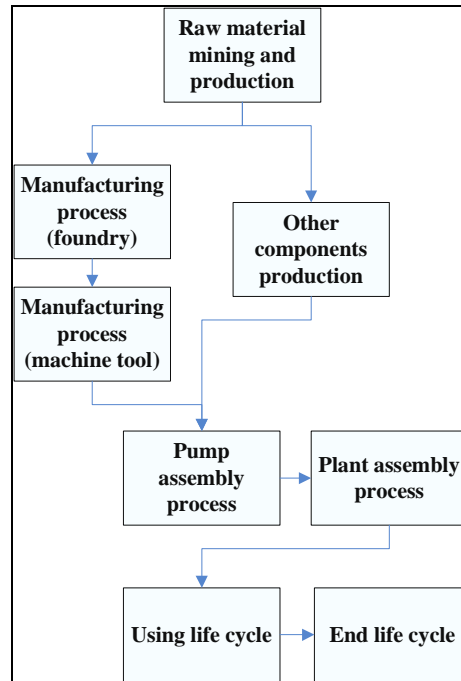 Raw material
mining and
production
Manufacturing
process
(foundry)
Other
components
production
Manufacturing
process
(machine tool)
Pump
assembly
process
Plant assembly
process
Using life cycle
End life cycle